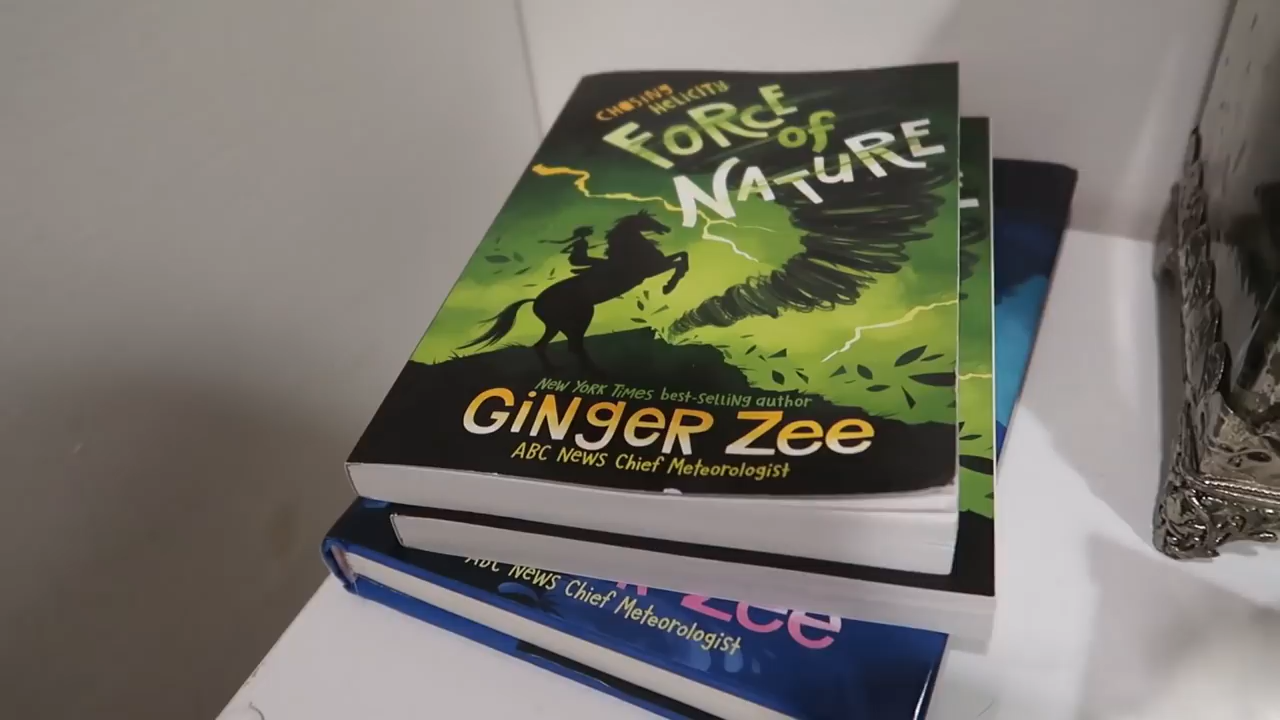 CHASING
HELICITY
FORCE
of
NATURE
New York Times best-selling author
GiNgeR Zee
ABC News Chief Meteorologist
Zee
ABC News Chief Meteorologist